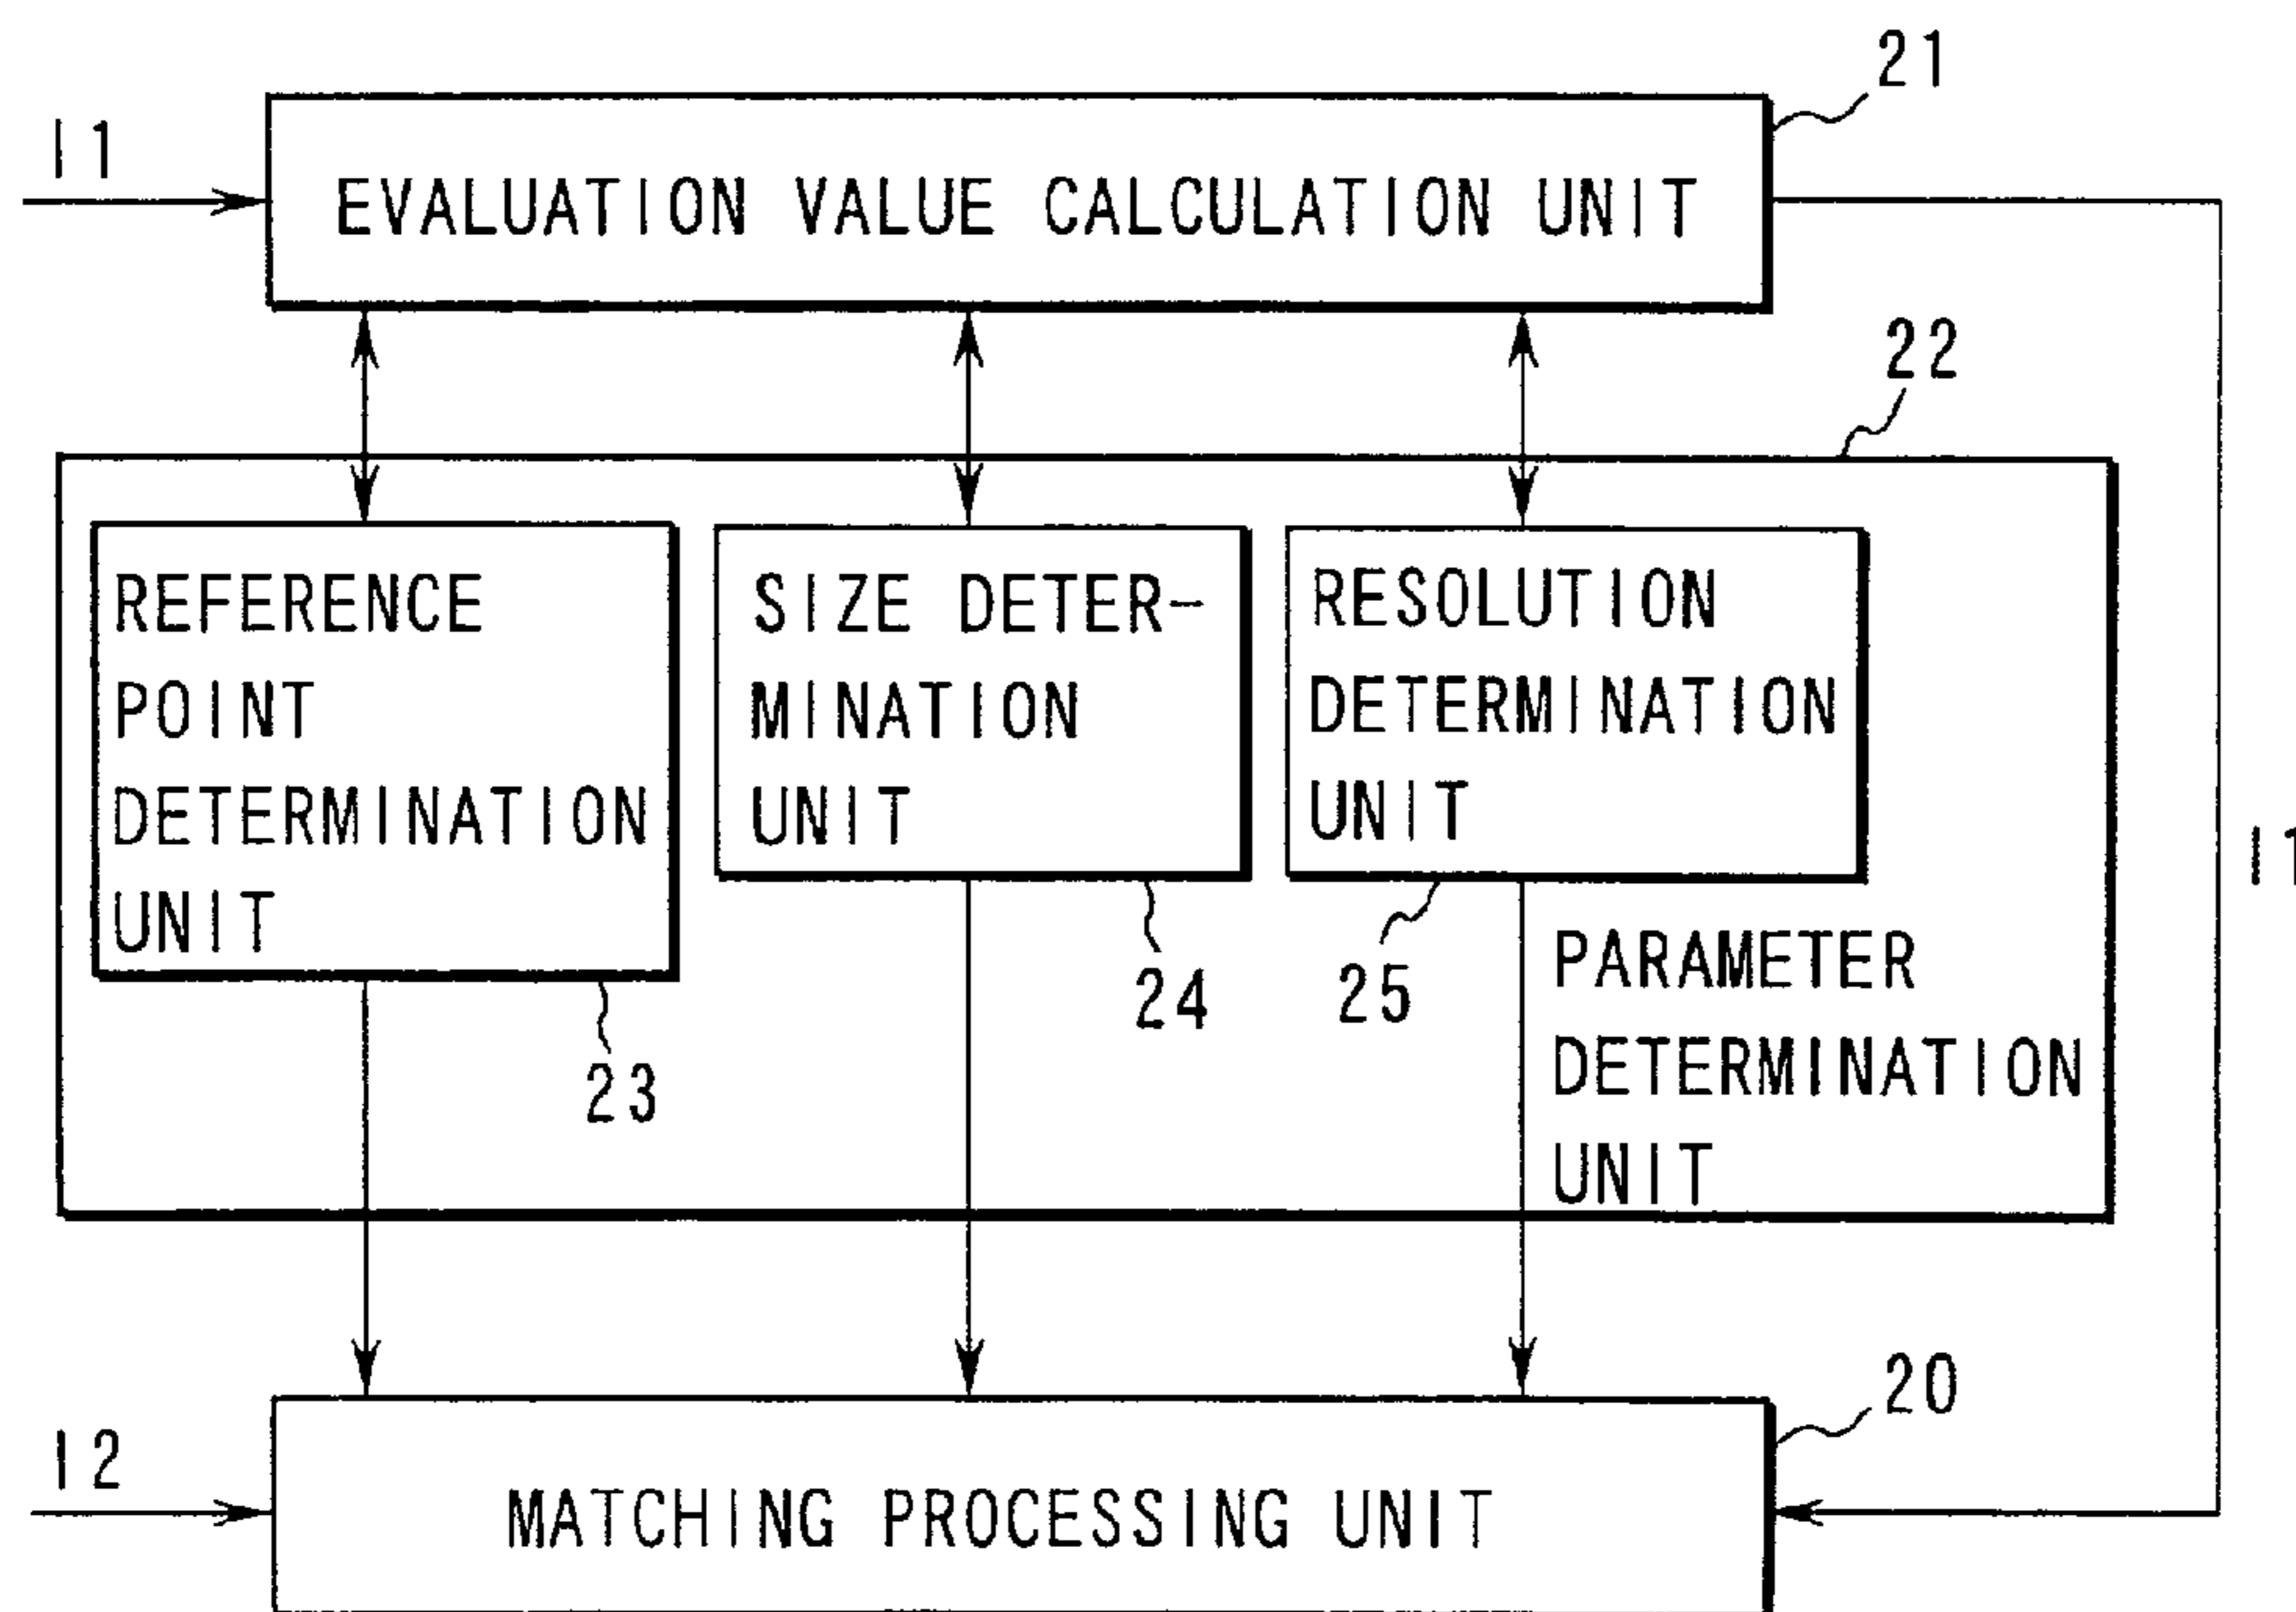 21
I1
EVALUATION VALUE CALCULATION UNIT
22
REFERENCE
POINT
DETERMINATION
UNIT
SIZE DETER-
MINATION
UNIT
RESOLUTION
DETERMINATION
UNIT
I1
23
24
25
PARAMETER
DETERMINATION
UNIT
20
I2
MATCHING PROCESSING UNIT